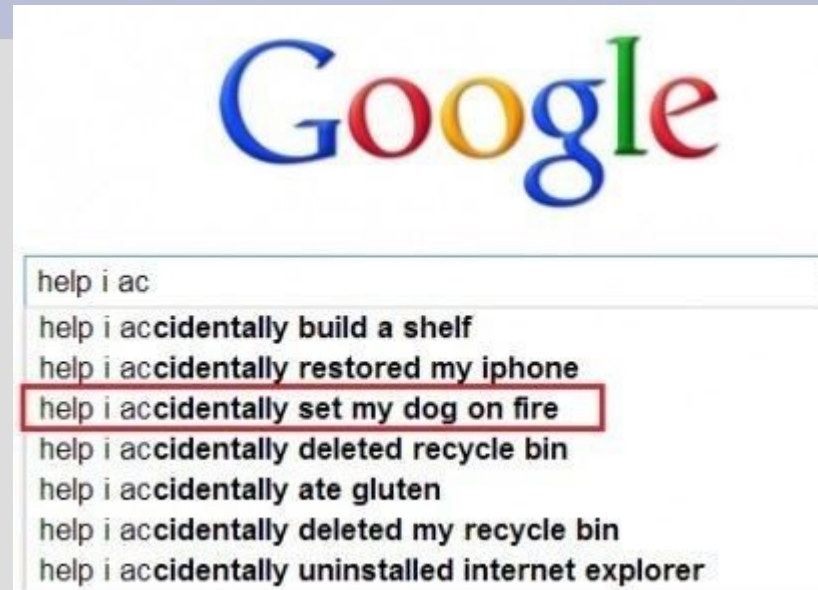 Google
help i ac
help i accidentally build a shelf
help i accidentally restored my iphone
help i accidentally set my dog on fire
help i accidentally deleted recycle bin
help i accidentally ate gluten
help i accidentally deleted my recycle bin
help i accidentally uninstalled internet explorer